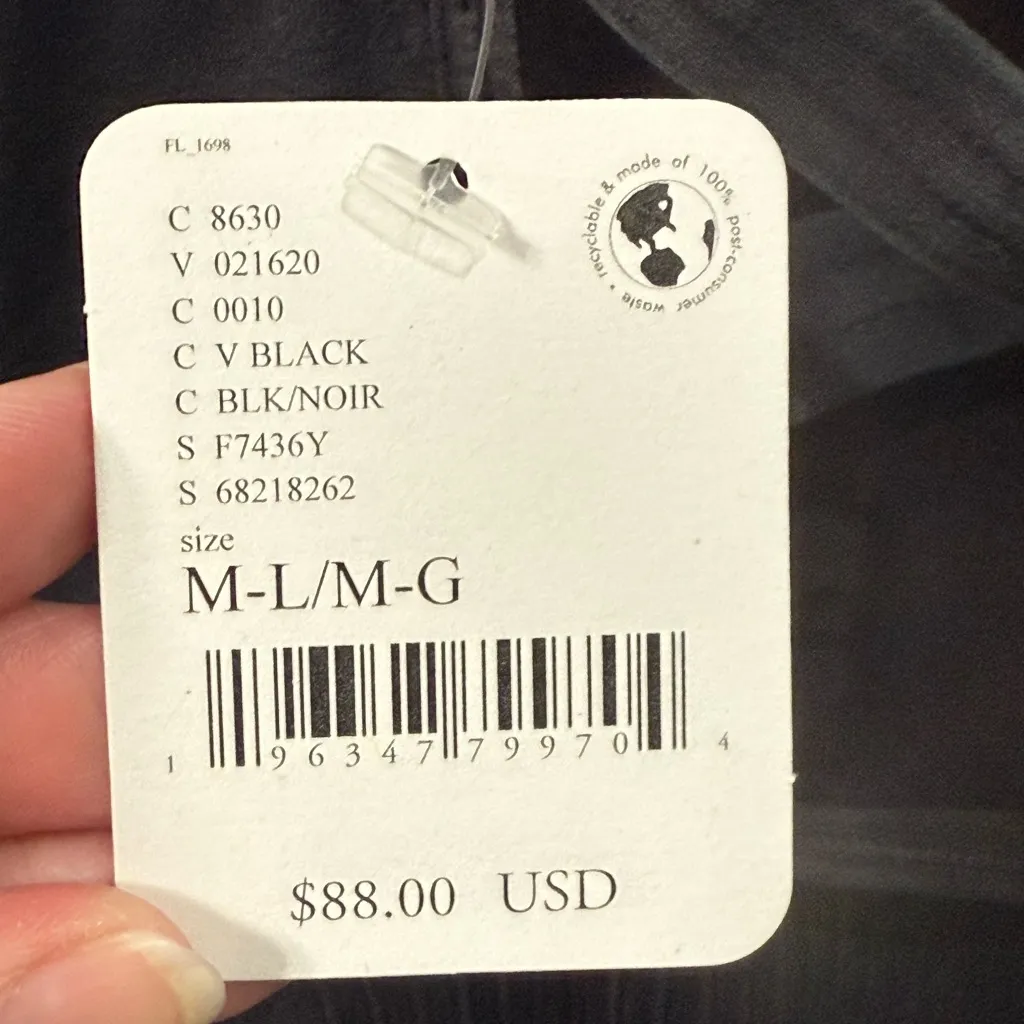 FL_1698
recyclable & made of 100% post-consumer waste •
C 8630
V 021620
C 0010
C V BLACK
C BLK/NOIR
S F7436Y
S 68218262
size
M-L/M-G
1 96347 79970 4
$88.00 USD